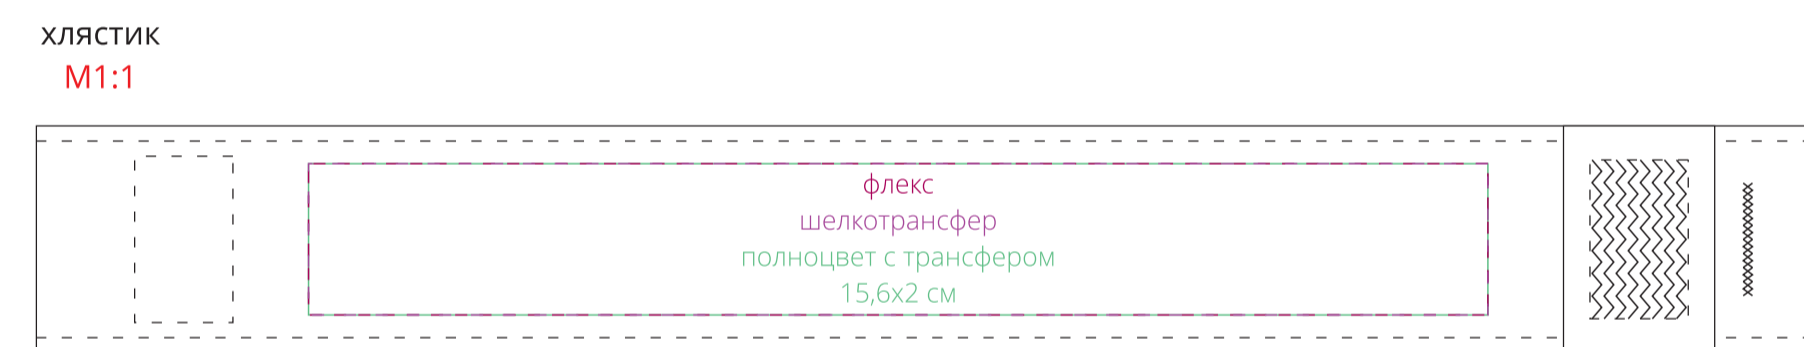 хлястик
М1:1
флекс
шелкотрансфер
полноцвет с трансфером
15,6х2 см